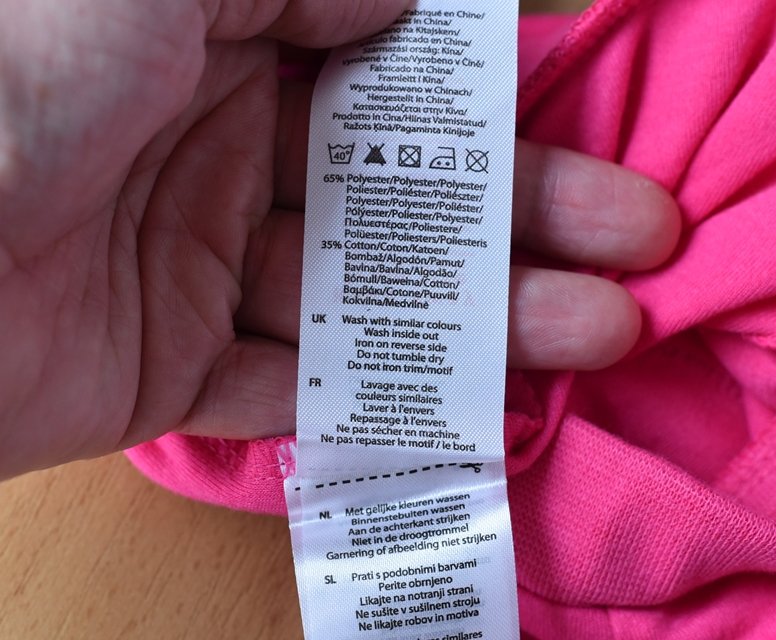 Fabriqué en Chine/
in China/
na Kitajskem/
fabricado en China/
Származási ország: Kína/
Vyrobené v Číne/Vyrobeno v Číně/
Fabricado na China/
Framleitt í Kína/
Wyprodukowano w Chinach/
Hergestellt in China/
Κατασκευάζεται στην Κίνα/
Prodotto in Cina/Hiinas Valmistatud/
Ražots Ķīnā/Pagaminta Kinijoje
40°
65% Polyester/Polyester/Polyester/
Poliester/Poliéster/Poliészter/
Polyester/Polyester/Poliéster/
Pólýester/Poliester/Polyester/
Πολυεστέρας/Poliestere/
Polüester/Poliesters/Poliesteris
35% Cotton/Coton/Katoen/
Bombaž/Algodón/Pamut/
Bavlna/Bavlna/Algodão/
Bómull/Bawełna/Cotton/
Βαμβάκι/Cotone/Puuvill/
Kokvilna/Medvilnė
UK Wash with similar colours
Wash inside out
Iron on reverse side
Do not tumble dry
Do not iron trim/motif
FR Lavage avec des
couleurs similaires
Laver à l'envers
Repassage à l'envers
Ne pas sécher en machine
Ne pas repasser le motif / le bord
NL Met gelijke kleuren wassen
Binnenstebuiten wassen
Aan de achterkant strijken
Niet in de droogtrommel
Garnering of afbeelding niet strijken
SL Prati s podobnimi barvami
Perite obrnjeno
Likajte na notranji strani
Ne sušite v sušilnem stroju
Ne likajte robov in motiva
similares